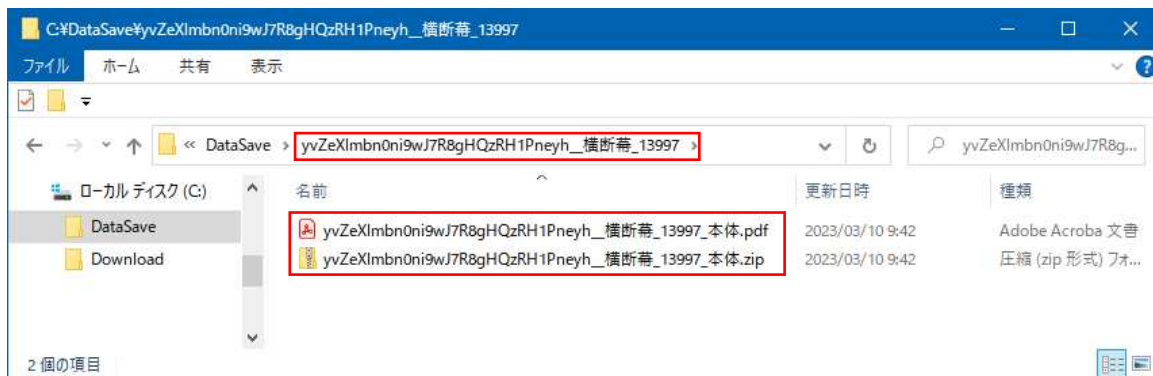 C:¥DataSave¥yvZeXImbn0ni9wJ7R8gHQzRH1Pneyh__横断幕_13997
ファイル ホーム 共有 表示
« DataSave › yvZeXImbn0ni9wJ7R8gHQzRH1Pneyh__横断幕_13997 ›
yvZeXImbn0ni9wJ7R8g...
ローカル ディスク (C:)
DataSave
Download
名前 更新日時 種類
yvZeXImbn0ni9wJ7R8gHQzRH1Pneyh__横断幕_13997_本体.pdf 2023/03/10 9:42 Adobe Acroba 文書
yvZeXImbn0ni9wJ7R8gHQzRH1Pneyh__横断幕_13997_本体.zip 2023/03/10 9:42 圧縮 (zip 形式) フォ...
2 個の項目